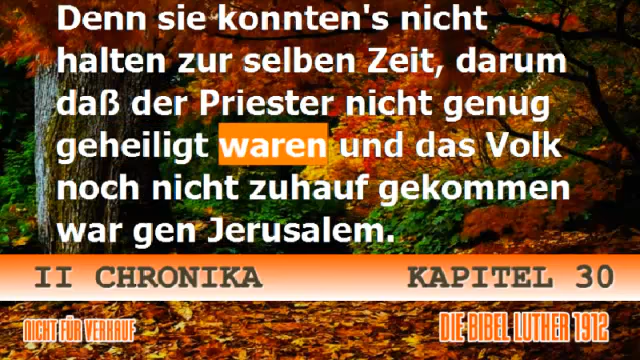 Denn sie konnten's nicht
halten zur selben Zeit, darum
daß der Priester nicht genug
geheiligt waren und das Volk
noch nicht zuhauf gekommen
war gen Jerusalem.
II CHRONIKA KAPITEL 30
NICHT FÜR VERKAUF DIE BIBEL LUTHER 1912